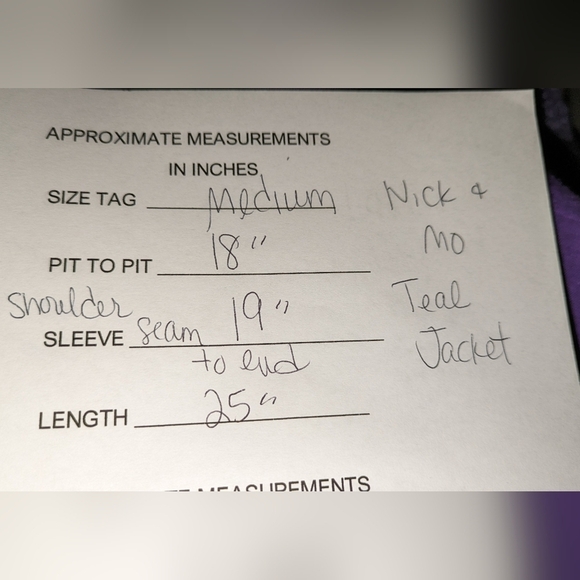 APPROXIMATE MEASUREMENTS
IN INCHES
SIZE TAG Medium
PIT TO PIT 18"
shoulder
SLEEVE seam 19"
to end
LENGTH 25"
Nick &
Mo
Teal
Jacket
MEASUREMENTS